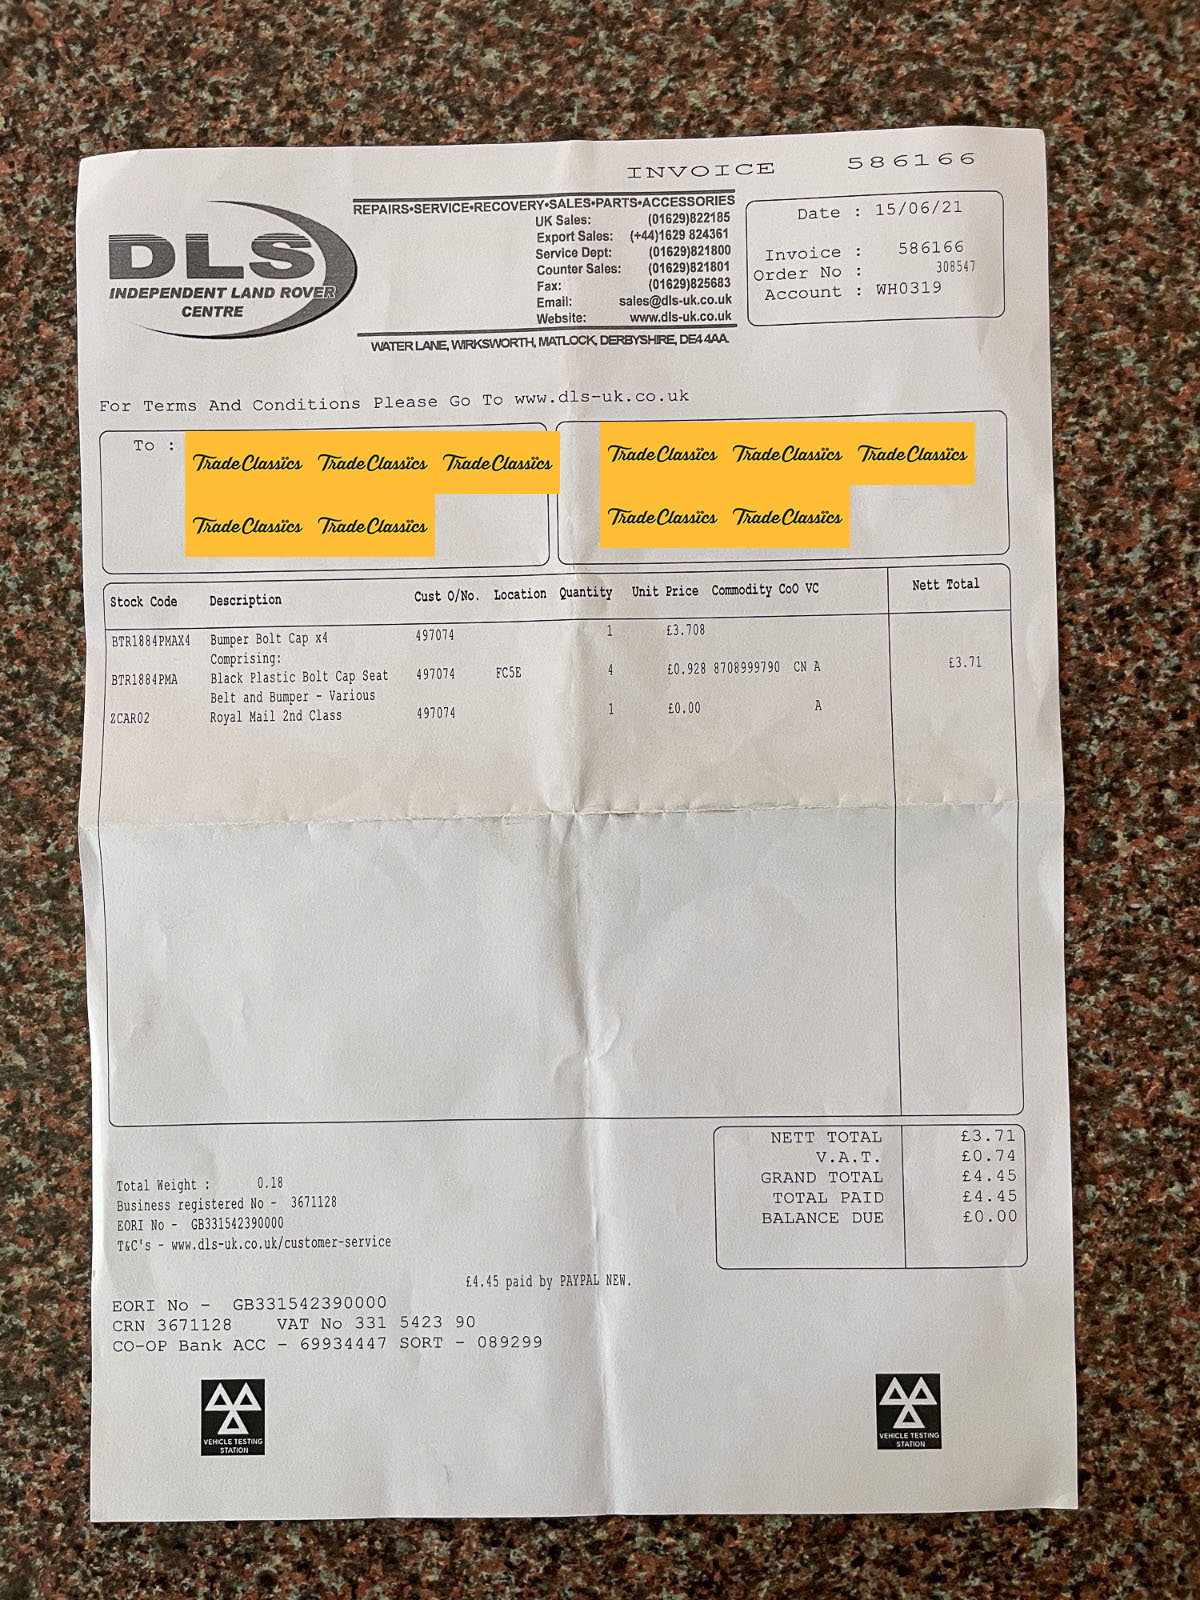 INVOICE 586166
REPAIRS•SERVICE•RECOVERY•SALES•PARTS•ACCESSORIES
UK Sales: (01629)822185
Export Sales: (+44)1629 824361
Service Dept: (01629)821800
Counter Sales: (01629)821801
Fax: (01629)825683
Email: sales@dls-uk.co.uk
Website: www.dls-uk.co.uk
WATER LANE, WIRKSWORTH, MATLOCK, DERBYSHIRE, DE4 4AA.
DLS
INDEPENDENT LAND ROVER
CENTRE
Date : 15/06/21
Invoice : 586166
Order No : 308547
Account : WH0319
For Terms And Conditions Please Go To www.dls-uk.co.uk
To :
TradeClassics TradeClassics TradeClassics
TradeClassics TradeClassics
TradeClassics TradeClassics TradeClassics
TradeClassics TradeClassics
Stock Code Description Cust O/No. Location Quantity Unit Price Commodity CoO VC Nett Total
BTR1884PMAX4 Bumper Bolt Cap x4 497074 1 £3.708
Comprising:
BTR1884PMA Black Plastic Bolt Cap Seat 497074 FC5E 4 £0.928 8708999790 CN A £3.71
Belt and Bumper - Various
ZCAR02 Royal Mail 2nd Class 497074 1 £0.00 A
NETT TOTAL £3.71
V.A.T. £0.74
GRAND TOTAL £4.45
TOTAL PAID £4.45
BALANCE DUE £0.00
Total Weight : 0.18
Business registered No - 3671128
EORI No - GB331542390000
T&C's - www.dls-uk.co.uk/customer-service
£4.45 paid by PAYPAL NEW.
EORI No - GB331542390000
CRN 3671128 VAT No 331 5423 90
CO-OP Bank ACC - 69934447 SORT - 089299
VEHICLE TESTING
STATION
VEHICLE TESTING
STATION